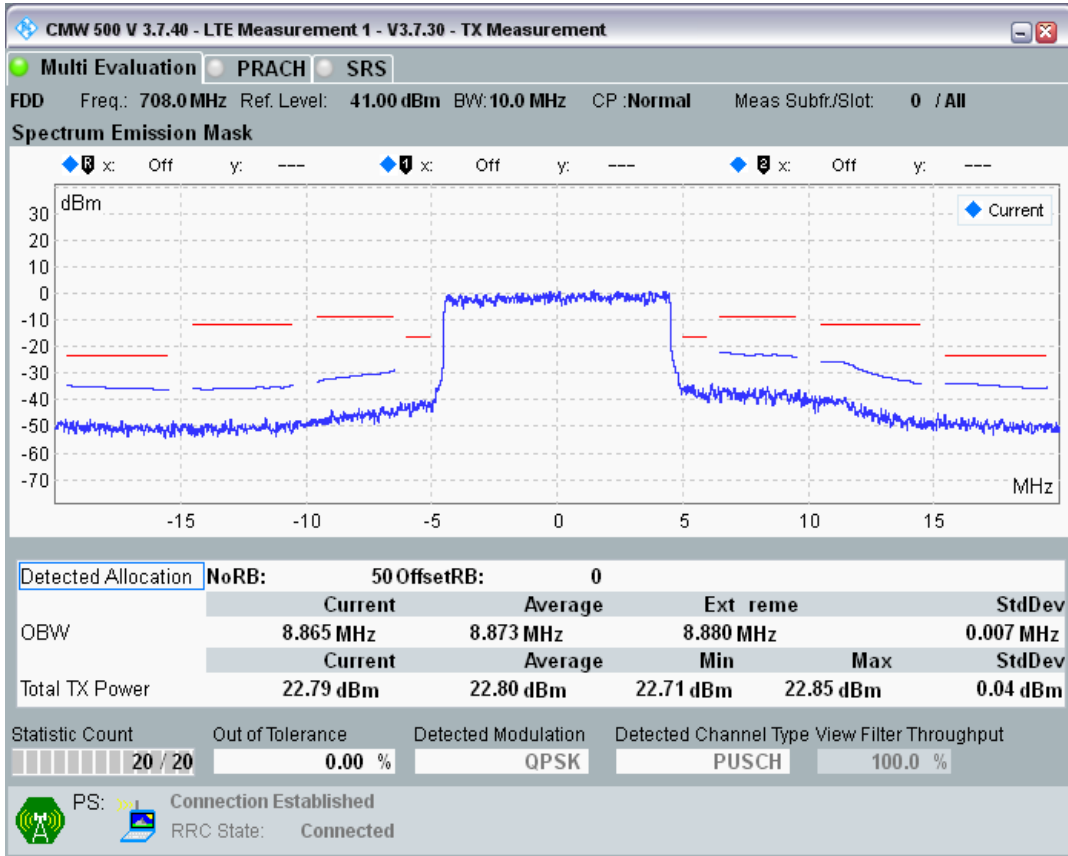 CMW 500 V 3.7.40 - LTE Measurement 1 - V3.7.30 - TX Measurement
Multi Evaluation PRACH SRS
FDD Freq.: 708.0 MHz Ref. Level: 41.00 dBm BW: 10.0 MHz CP :Normal Meas Subfr./Slot: 0 / All
Spectrum Emission Mask
R x: Off y: --- 1 x: Off y: --- 2 x: Off y: ---
dBm
Current
30
20
10
0
-10
-20
-30
-40
-50
-60
-70
MHz
-15 -10 -5 0 5 10 15
Detected Allocation NoRB: 50 OffsetRB: 0
Current Average Ext reme StdDev
OBW 8.865 MHz 8.873 MHz 8.880 MHz 0.007 MHz
Current Average Min Max StdDev
Total TX Power 22.79 dBm 22.80 dBm 22.71 dBm 22.85 dBm 0.04 dBm
Statistic Count Out of Tolerance Detected Modulation Detected Channel Type View Filter Throughput
20 / 20 0.00 % QPSK PUSCH 100.0 %
PS: Connection Established
RRC State: Connected